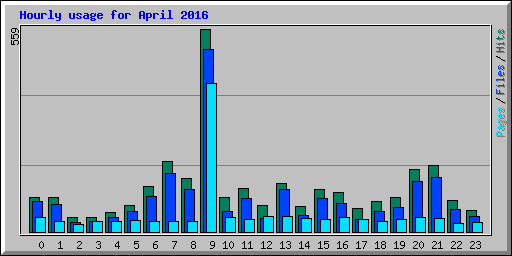 Hourly usage for April 2016
559
Pages/Files/Hits
0 1 2 3 4 5 6 7 8 9 10 11 12 13 14 15 16 17 18 19 20 21 22 23